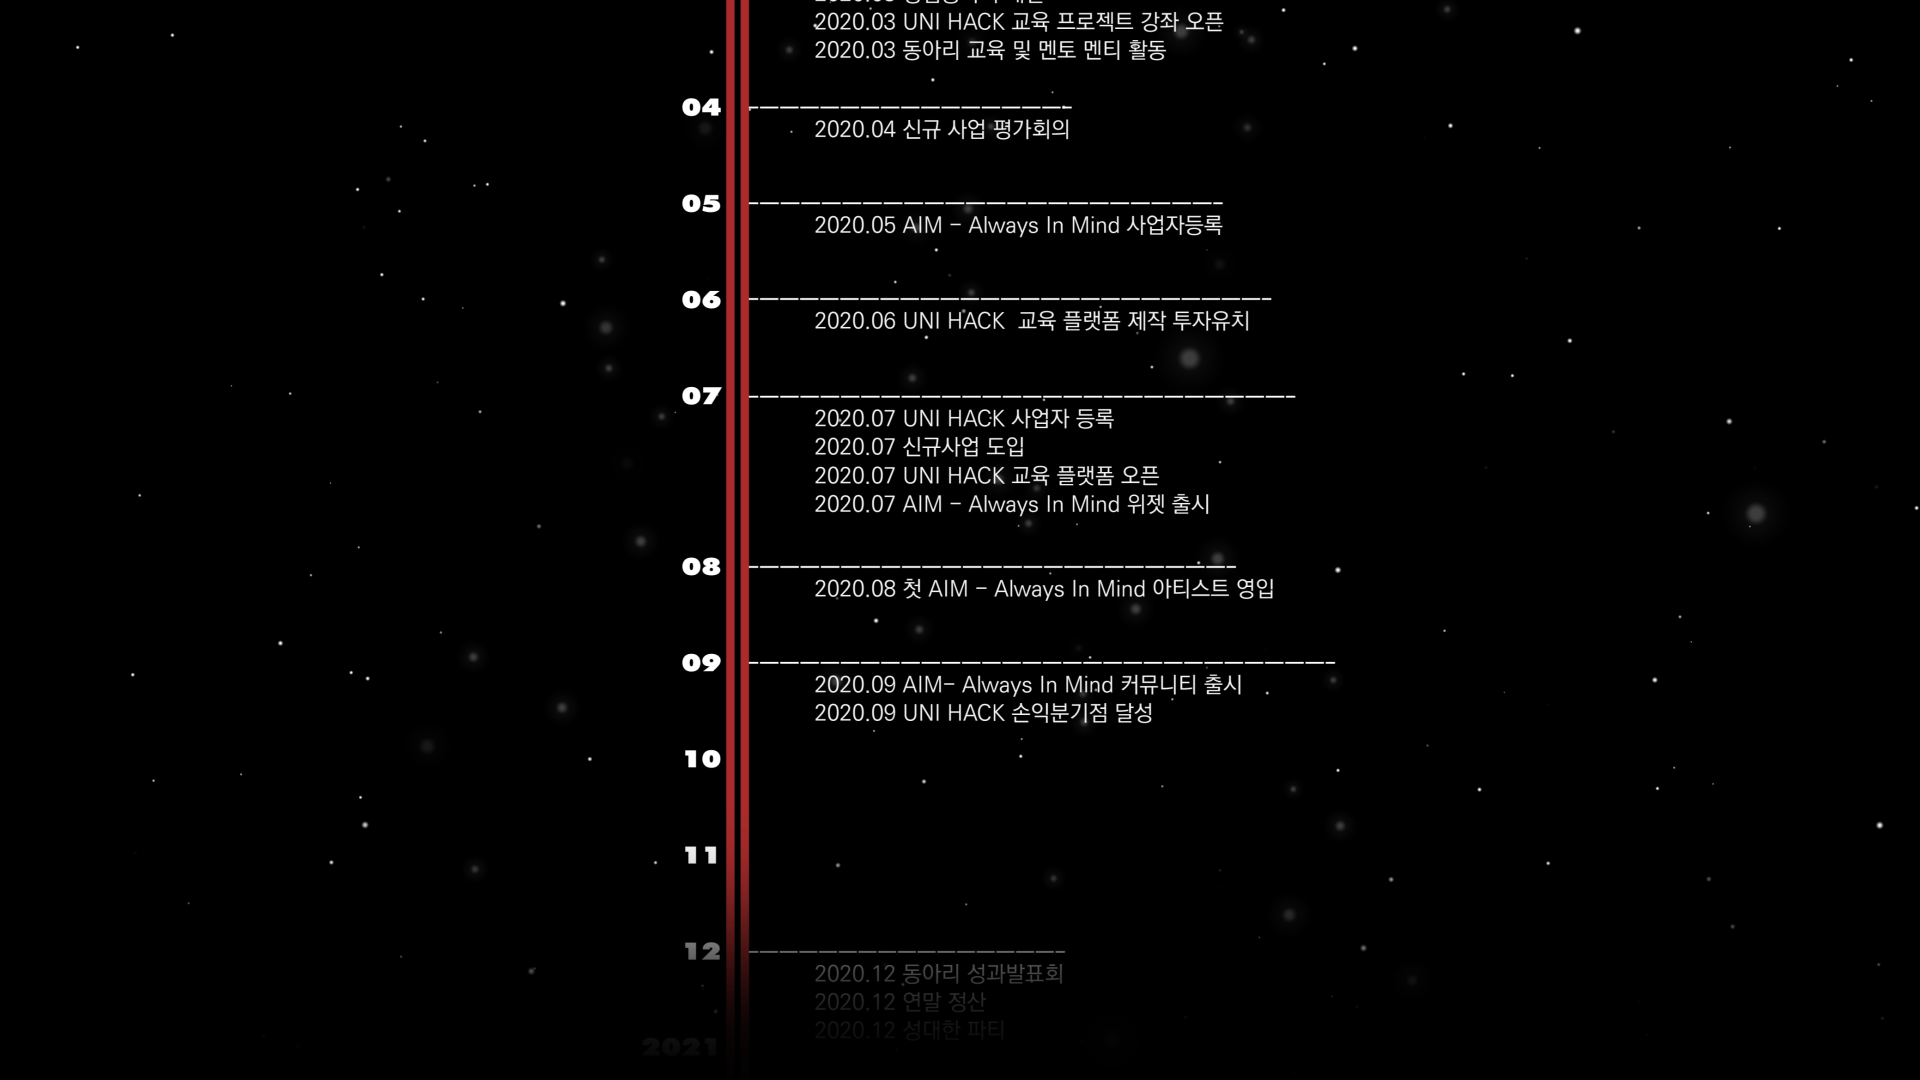 2020.03 UNI HACK 교육 프로젝트 강좌 오픈
2020.03 동아리 교육 및 멘토 멘티 활동
04
2020.04 신규 사업 평가회의
05
2020.05 AIM - Always In Mind 사업자등록
06
2020.06 UNI HACK 교육 플랫폼 제작 투자유치
07
2020.07 UNI HACK 사업자 등록
2020.07 신규사업 도입
2020.07 UNI HACK 교육 플랫폼 오픈
2020.07 AIM - Always In Mind 위젯 출시
08
2020.08 첫 AIM - Always In Mind 아티스트 영입
09
2020.09 AIM- Always In Mind 커뮤니티 출시
2020.09 UNI HACK 손익분기점 달성
10
11
12
2020.12 동아리 성과발표회
2020.12 연말 정산
2020.12 성대한 파티
2021